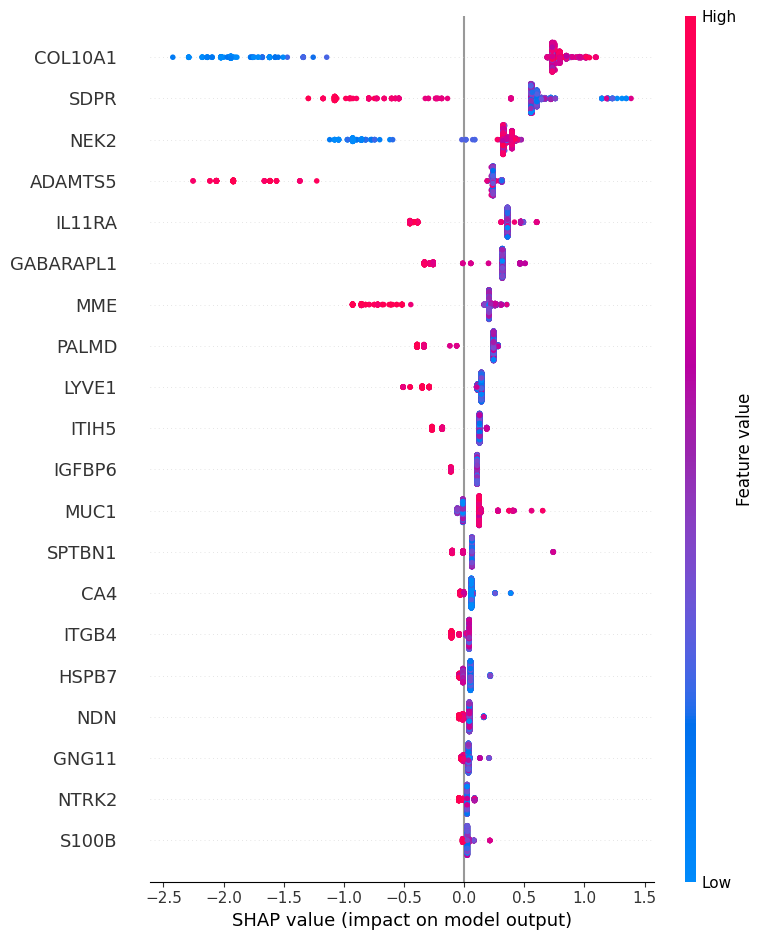 High
COL10A1
SDPR
NEK2
ADAMTS5
IL11RA
GABARAPL1
MME
PALMD
LYVE1
ITIH5
IGFBP6
MUC1
SPTBN1
CA4
ITGB4
HSPB7
NDN
GNG11
NTRK2
S100B
Feature value
Low
−2.5 −2.0 −1.5 −1.0 −0.5 0.0 0.5 1.0 1.5
SHAP value (impact on model output)